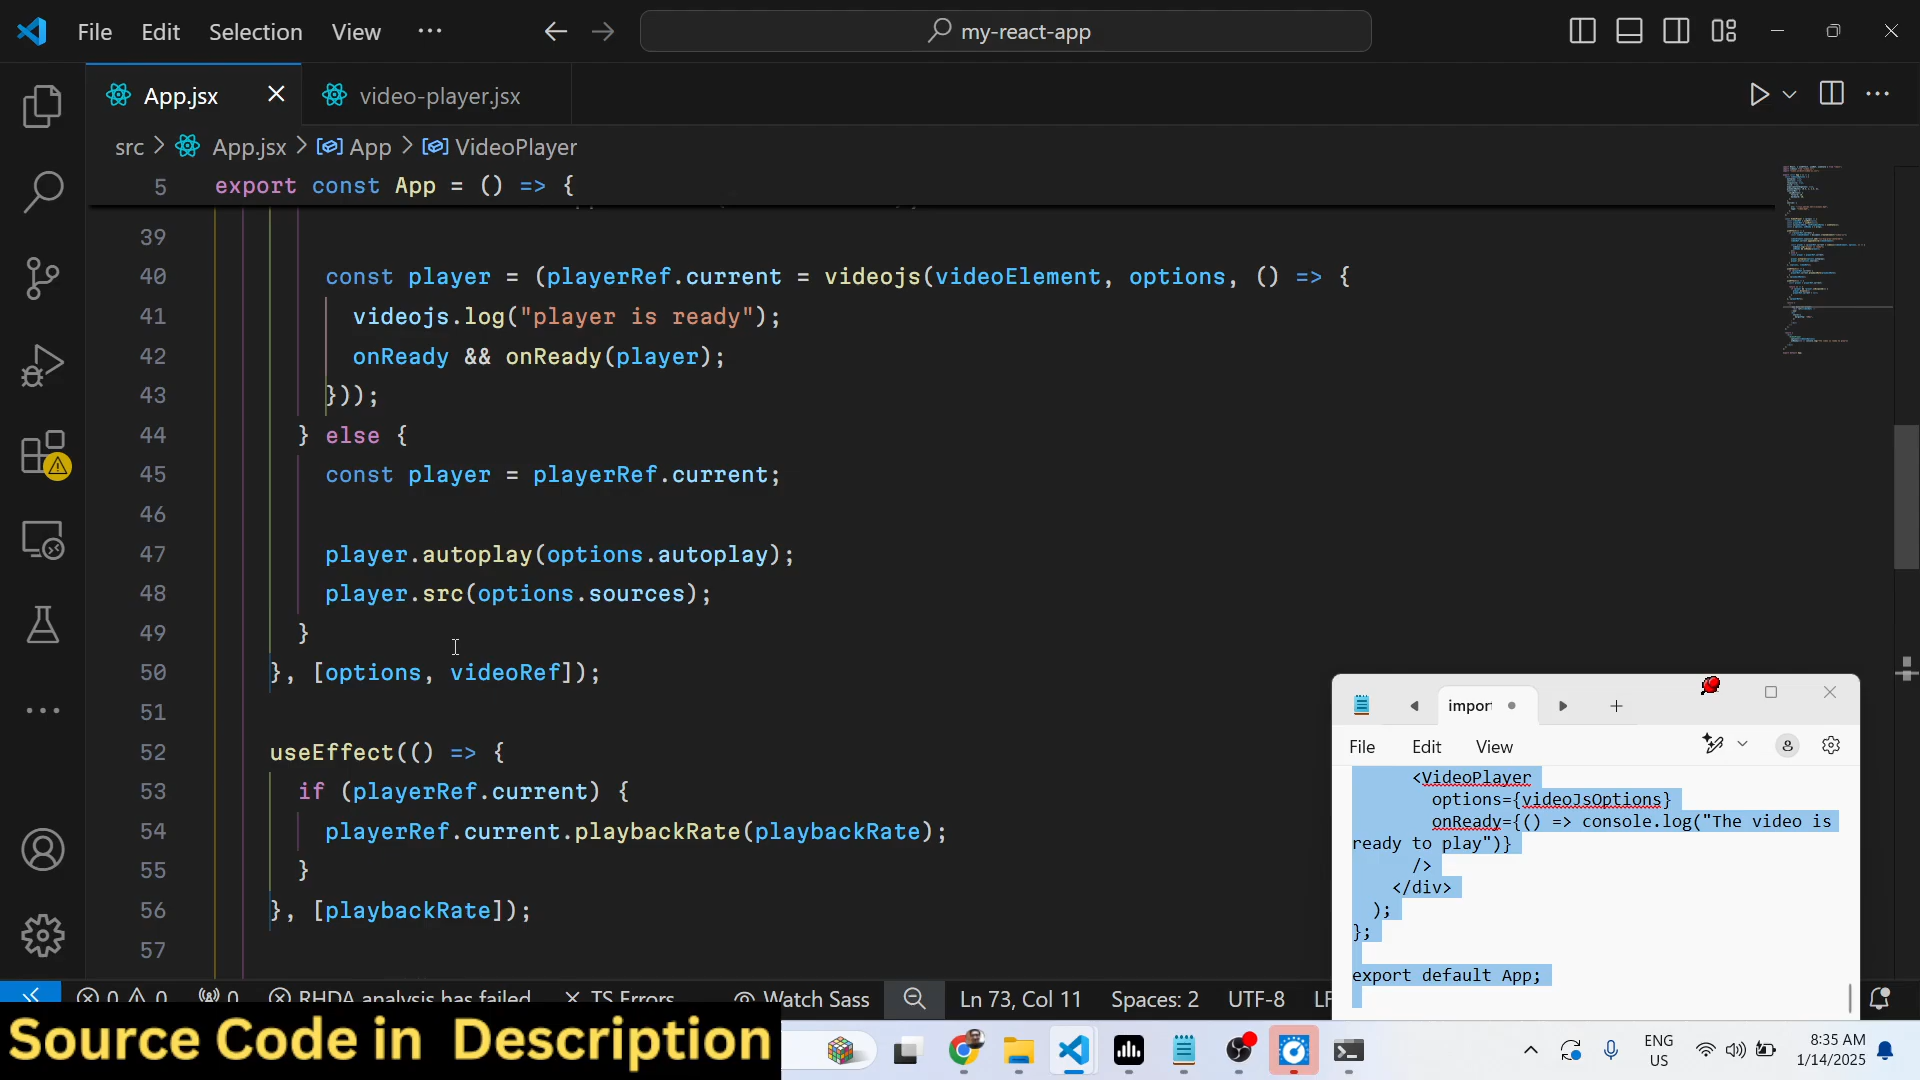 File Edit Selection View ··· my-react-app
App.jsx video-player.jsx
src > App.jsx > App > VideoPlayer
5 export const App = () => {
39
40 const player = (playerRef.current = videojs(videoElement, options, () => {
41 videojs.log("player is ready");
42 onReady && onReady(player);
43 }));
44 } else {
45 const player = playerRef.current;
46
47 player.autoplay(options.autoplay);
48 player.src(options.sources);
49 }
50 }, [options, videoRef]);
51
52 useEffect(() => {
53 if (playerRef.current) {
54 playerRef.current.playbackRate(playbackRate);
55 }
56 }, [playbackRate]);
57
import
File Edit View
<VideoPlayer
options={videoJsOptions}
onReady={() => console.log("The video is
ready to play")}
/>
</div>
);
};
export default App;
0 0 0 RHDA analysis has failed TS Errors Watch Sass Ln 73, Col 11 Spaces: 2 UTF-8 LF
Source Code in Description
ENG
US
8:35 AM
1/14/2025